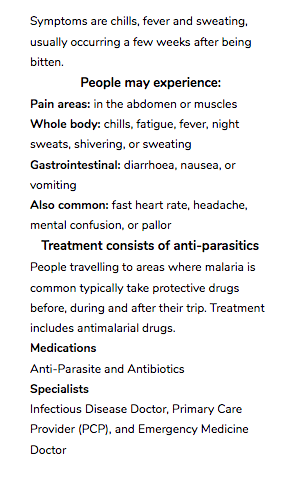 Symptoms are chills, fever and sweating,
usually occurring a few weeks after being
bitten.
People may experience:
Pain areas: in the abdomen or muscles
Whole body: chills, fatigue, fever, night
sweats, shivering, or sweating
Gastrointestinal: diarrhoea, nausea, or
vomiting
Also common: fast heart rate, headache,
mental confusion, or pallor
Treatment consists of anti-parasitics
People travelling to areas where malaria is
common typically take protective drugs
before, during and after their trip. Treatment
includes antimalarial drugs.
Medications
Anti-Parasite and Antibiotics
Specialists
Infectious Disease Doctor, Primary Care
Provider (PCP), and Emergency Medicine
Doctor